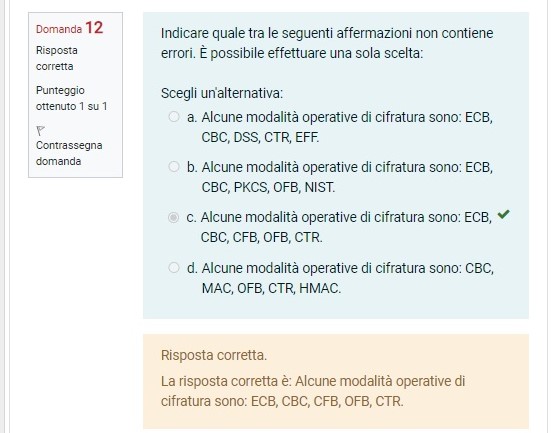 Domanda 12
Risposta
corretta
Punteggio
ottenuto 1 su 1
Contrassegna
domanda
Indicare quale tra le seguenti affermazioni non contiene
errori. È possibile effettuare una sola scelta:
Scegli un'alternativa:
a. Alcune modalità operative di cifratura sono: ECB,
CBC, DSS, CTR, EFF.
b. Alcune modalità operative di cifratura sono: ECB,
CBC, PKCS, OFB, NIST.
c. Alcune modalità operative di cifratura sono: ECB,
CBC, CFB, OFB, CTR.
d. Alcune modalità operative di cifratura sono: CBC,
MAC, OFB, CTR, HMAC.
Risposta corretta.
La risposta corretta è: Alcune modalità operative di
cifratura sono: ECB, CBC, CFB, OFB, CTR.